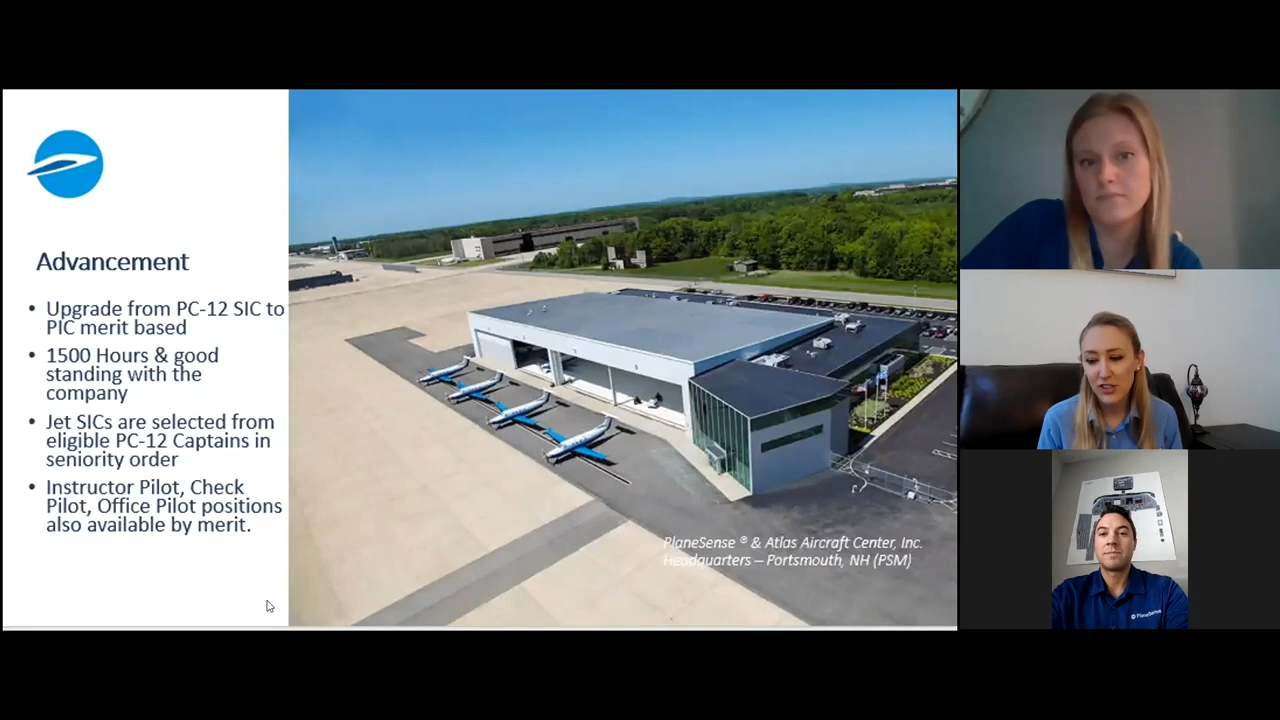 Advancement
• Upgrade from PC-12 SIC to
PIC merit based
• 1500 Hours & good
standing with the
company
• Jet SICs are selected from
eligible PC-12 Captains in
seniority order
• Instructor Pilot, Check
Pilot, Office Pilot positions
also available by merit.
PlaneSense ® & Atlas Aircraft Center, Inc.
Headquarters – Portsmouth, NH (PSM)
PlaneSense